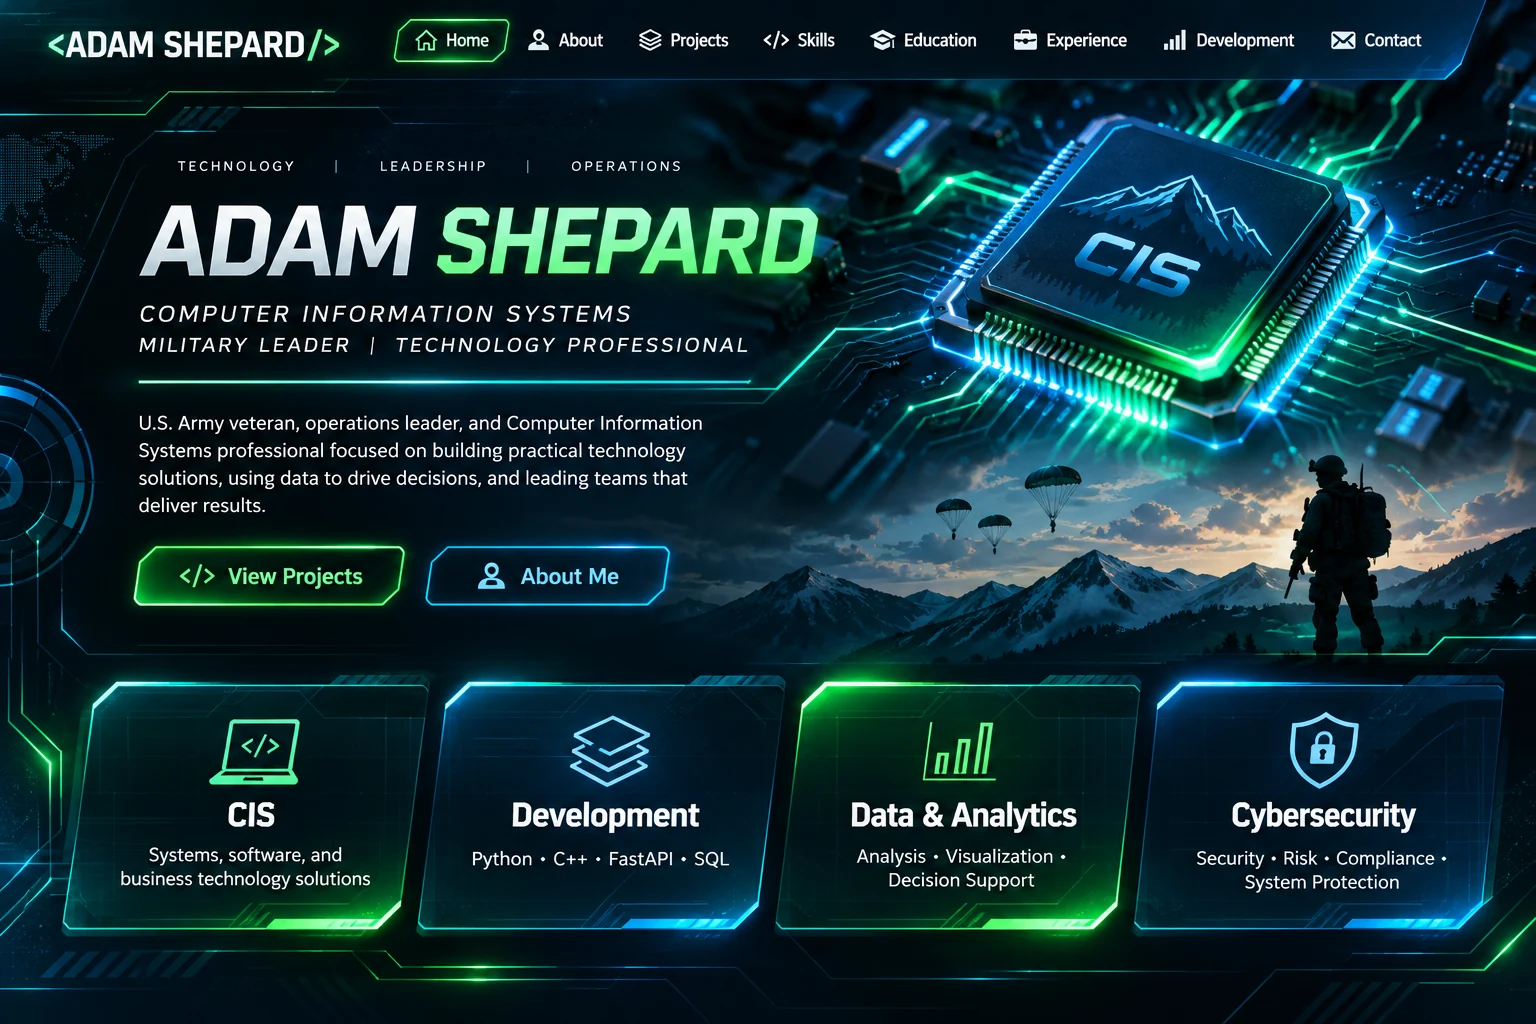 <ADAM SHEPARD/>
Home
About
Projects
</> Skills
Education
Experience
Development
Contact
TECHNOLOGY | LEADERSHIP | OPERATIONS
ADAM SHEPARD
COMPUTER INFORMATION SYSTEMS
MILITARY LEADER | TECHNOLOGY PROFESSIONAL
CIS
U.S. Army veteran, operations leader, and Computer Information
Systems professional focused on building practical technology
solutions, using data to drive decisions, and leading teams that
deliver results.
</> View Projects
About Me
</>
CIS
Systems, software, and
business technology solutions
Development
Python • C++ • FastAPI • SQL
Data & Analytics
Analysis • Visualization •
Decision Support
Cybersecurity
Security • Risk • Compliance •
System Protection